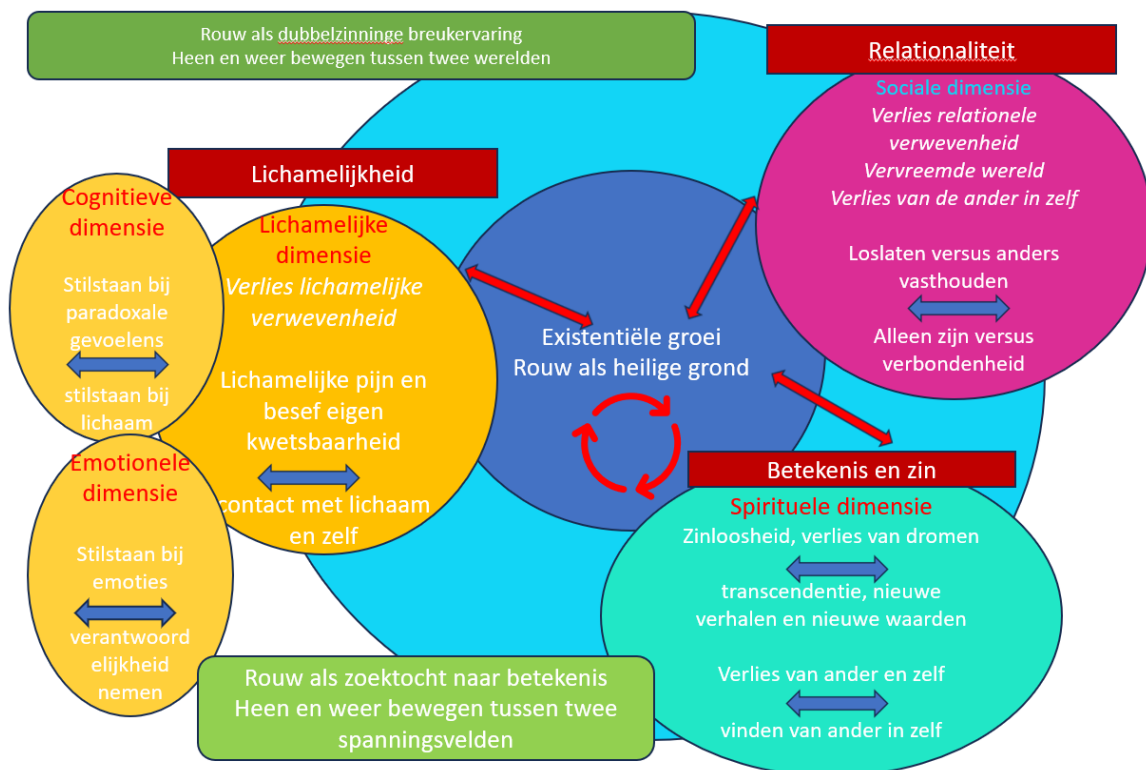 Rouw als dubbelzinninge breukervaring
Heen en weer bewegen tussen twee werelden
Relationaliteit
Sociale dimensie
Verlies relationele
verwevenheid
Vervreemde wereld
Verlies van de ander in zelf
Loslaten versus anders
vasthouden
Alleen zijn versus
verbondenheid
Lichamelijkheid
Cognitieve
dimensie
Stilstaan bij
paradoxale
gevoelens
stilstaan bij
lichaam
Lichamelijke
dimensie
Verlies lichamelijke
verwevenheid
Lichamelijke pijn en
besef eigen
kwetsbaarheid
contact met lichaam
en zelf
Existentiële groei
Rouw als heilige grond
Emotionele
dimensie
Stilstaan bij
emoties
verantwoord
elijkheid
nemen
Betekenis en zin
Spirituele dimensie
Zinloosheid, verlies van dromen
transcendentie, nieuwe
verhalen en nieuwe waarden
Verlies van ander en zelf
vinden van ander in zelf
Rouw als zoektocht naar betekenis
Heen en weer bewegen tussen twee
spanningsvelden